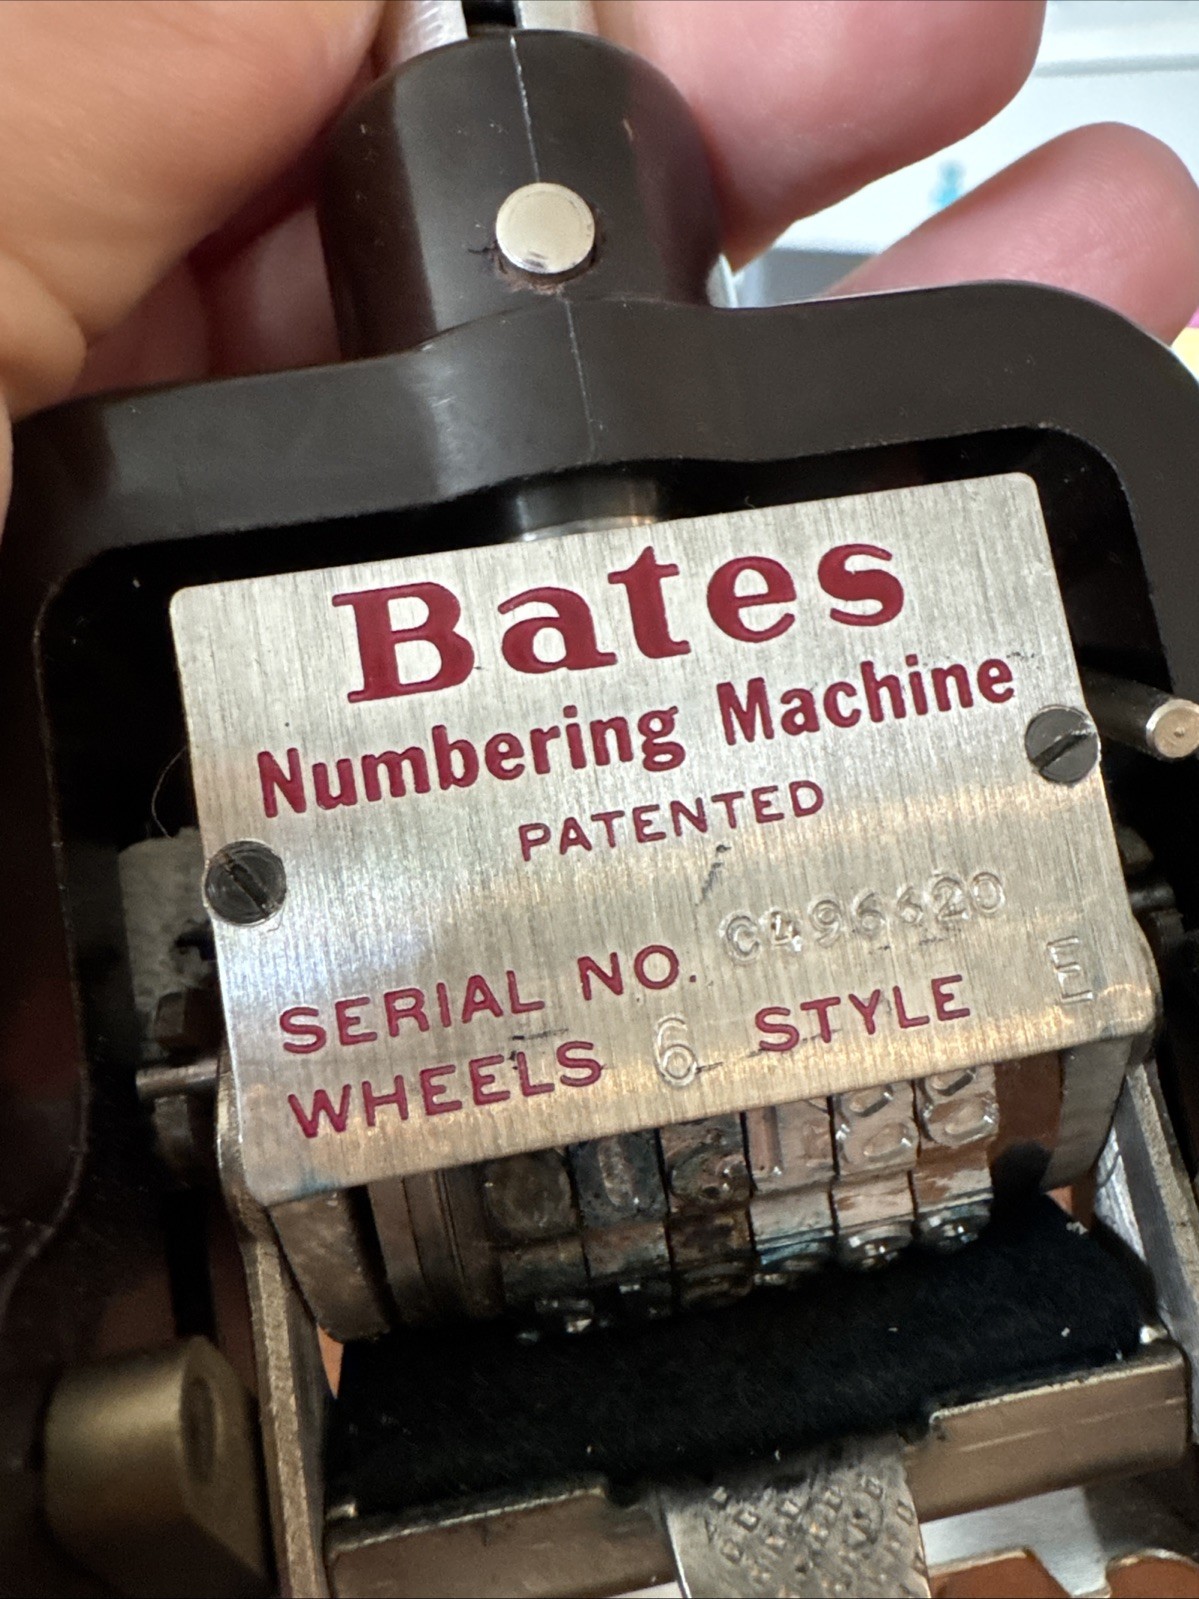 Bates
Numbering Machine
PATENTED
SERIAL NO. C496620
WHEELS 6 STYLE E